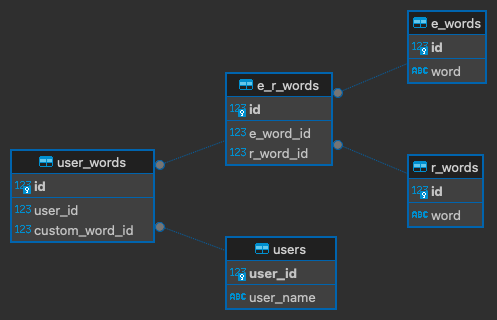 e_words
123 id
ABC word
e_r_words
123 id
123 e_word_id
123 r_word_id
user_words
123 id
123 user_id
123 custom_word_id
r_words
123 id
ABC word
users
123 user_id
ABC user_name